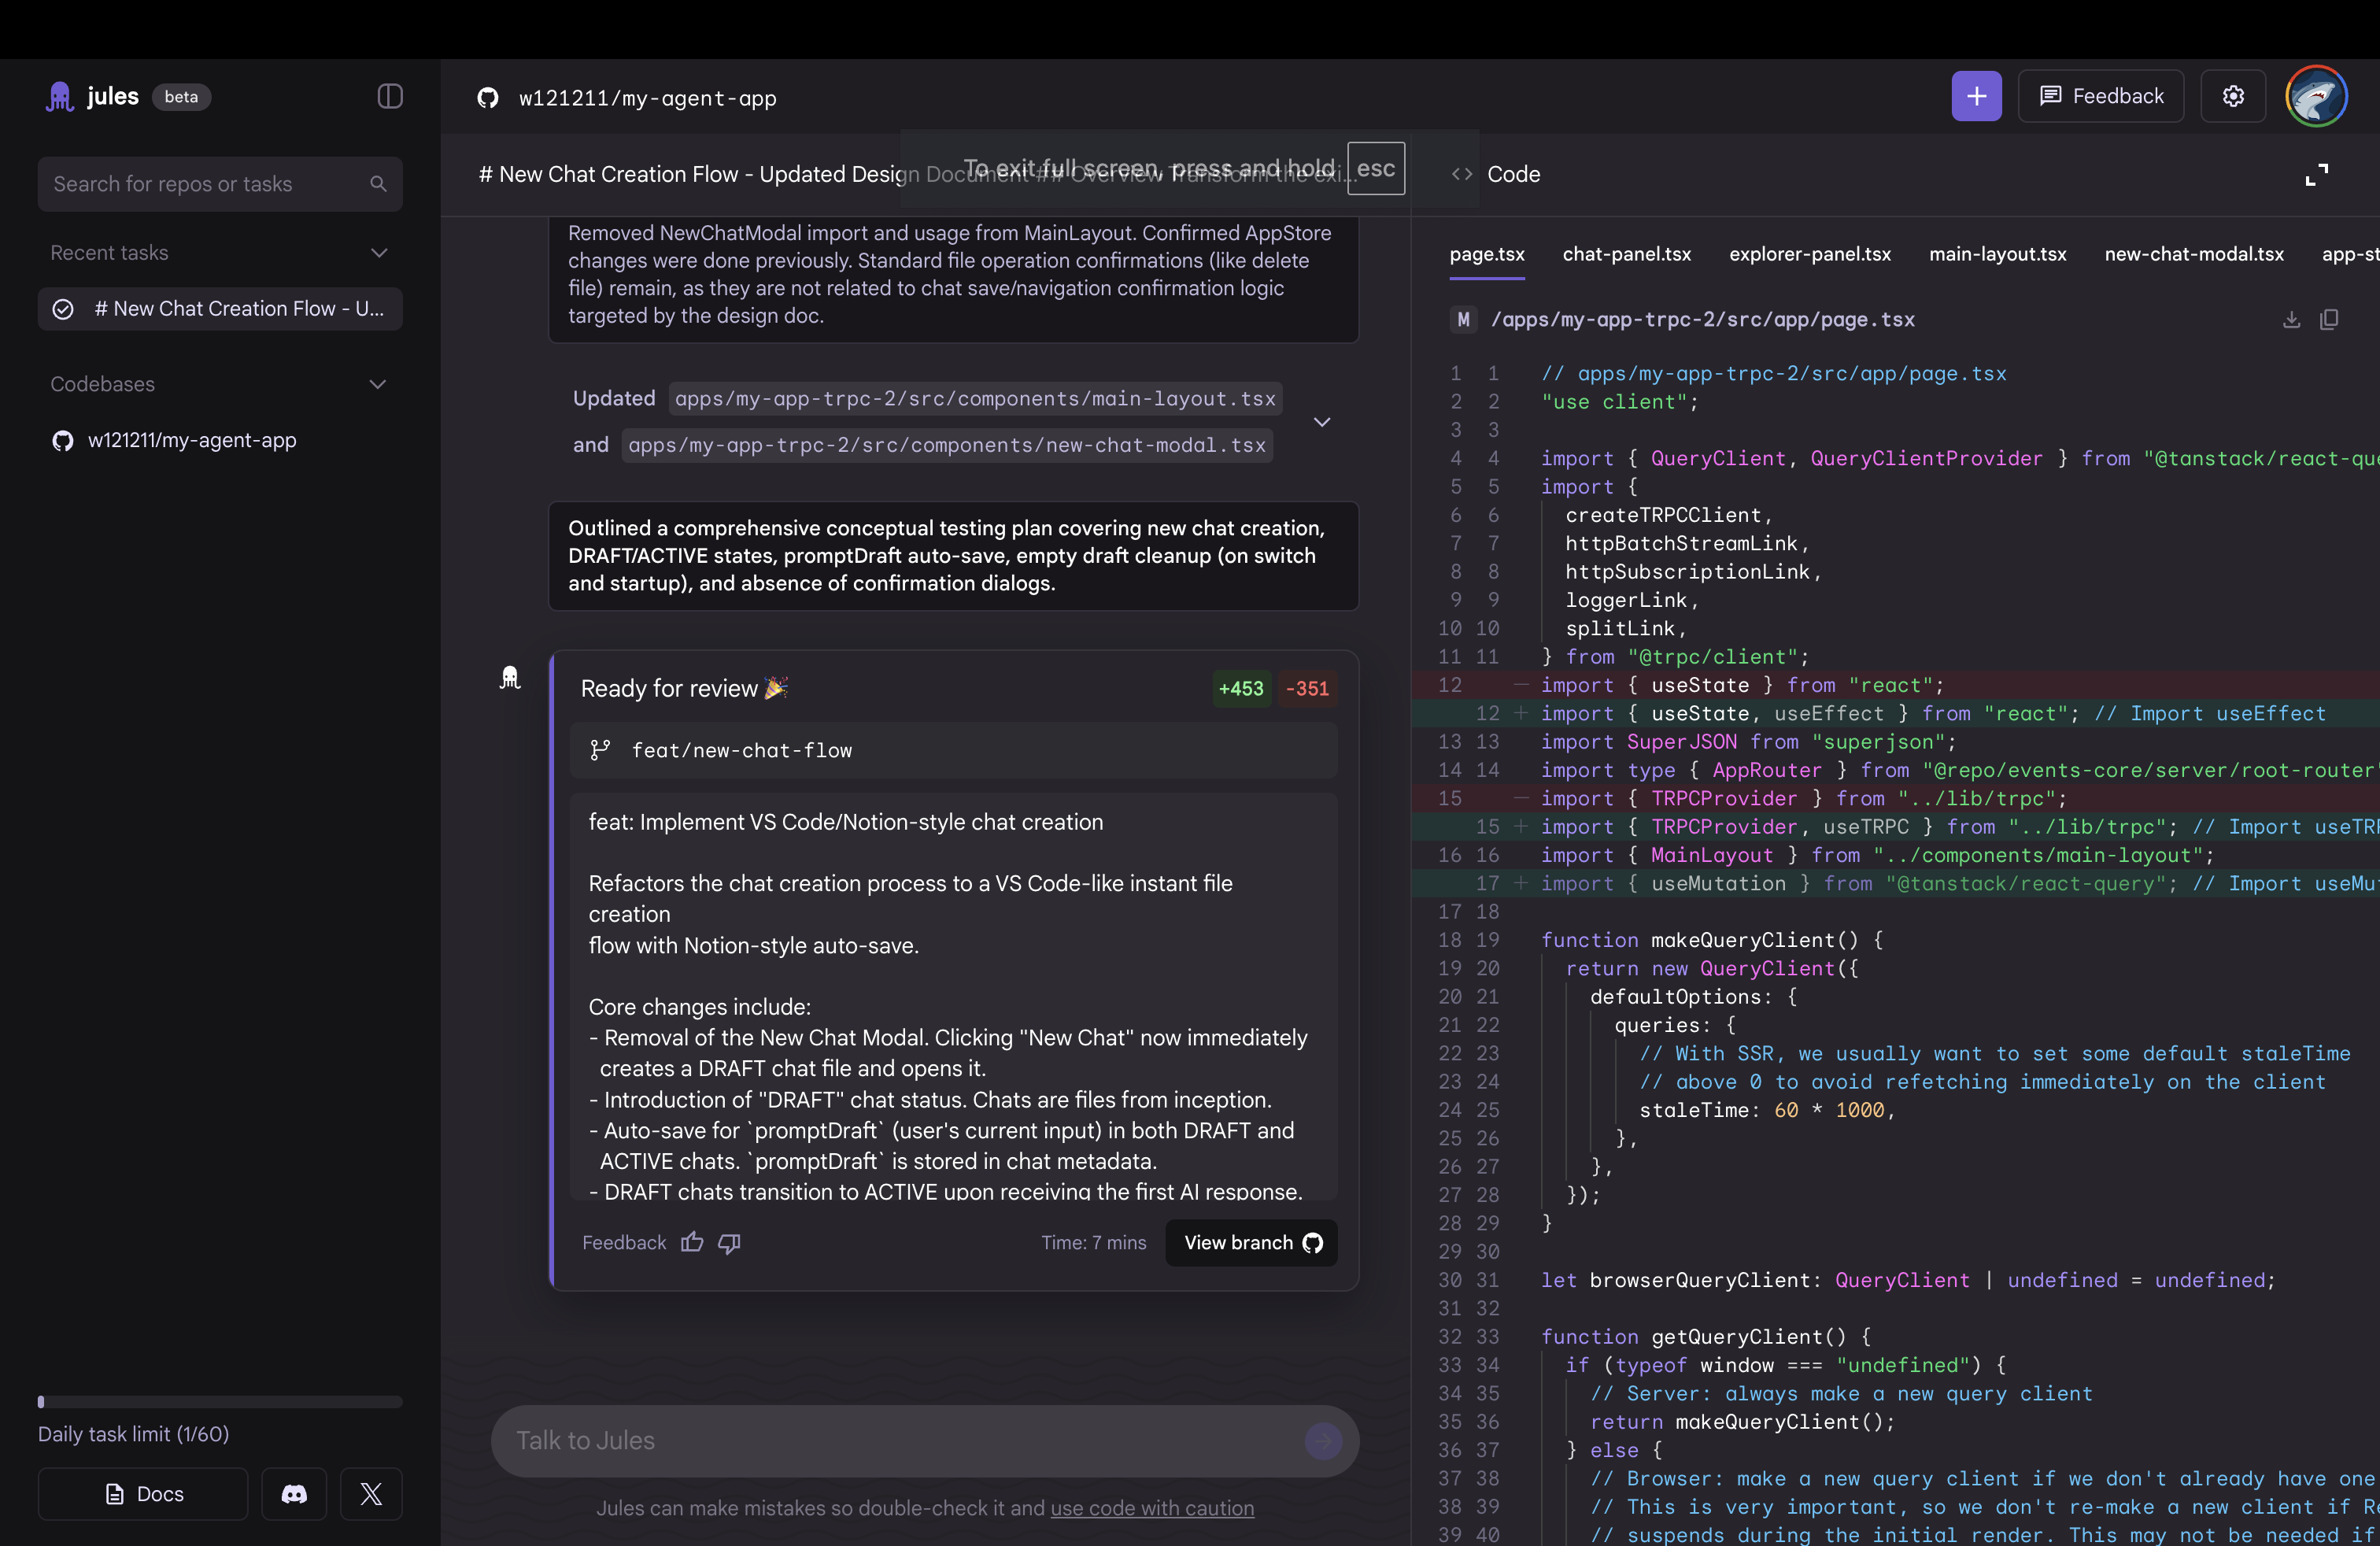 jules beta
Search for repos or tasks
Recent tasks
# New Chat Creation Flow - U...
Codebases
w121211/my-agent-app
Daily task limit (1/60)
Docs
w121211/my-agent-app
Feedback
# New Chat Creation Flow - Updated Design Document ## Overview Transform the exi...
To exit full screen, press and hold esc
Removed NewChatModal import and usage from MainLayout. Confirmed AppStore
changes were done previously. Standard file operation confirmations (like delete
file) remain, as they are not related to chat save/navigation confirmation logic
targeted by the design doc.
Updated apps/my-app-trpc-2/src/components/main-layout.tsx
and apps/my-app-trpc-2/src/components/new-chat-modal.tsx
Outlined a comprehensive conceptual testing plan covering new chat creation,
DRAFT/ACTIVE states, promptDraft auto-save, empty draft cleanup (on switch
and startup), and absence of confirmation dialogs.
Ready for review 🎉 +453 -351
feat/new-chat-flow
feat: Implement VS Code/Notion-style chat creation
Refactors the chat creation process to a VS Code-like instant file
creation
flow with Notion-style auto-save.
Core changes include:
- Removal of the New Chat Modal. Clicking "New Chat" now immediately
creates a DRAFT chat file and opens it.
- Introduction of "DRAFT" chat status. Chats are files from inception.
- Auto-save for `promptDraft` (user's current input) in both DRAFT and
ACTIVE chats. `promptDraft` is stored in chat metadata.
- DRAFT chats transition to ACTIVE upon receiving the first AI response.
Feedback Time: 7 mins View branch
Talk to Jules
Jules can make mistakes so double-check it and use code with caution
<> Code
page.tsx chat-panel.tsx explorer-panel.tsx main-layout.tsx new-chat-modal.tsx app-st
M /apps/my-app-trpc-2/src/app/page.tsx
1 1 // apps/my-app-trpc-2/src/app/page.tsx
2 2 "use client";
3 3
4 4 import { QueryClient, QueryClientProvider } from "@tanstack/react-que
5 5 import {
6 6 createTRPCClient,
7 7 httpBatchStreamLink,
8 8 httpSubscriptionLink,
9 9 loggerLink,
10 10 splitLink,
11 11 } from "@trpc/client";
12 − import { useState } from "react";
12 + import { useState, useEffect } from "react"; // Import useEffect
13 13 import SuperJSON from "superjson";
14 14 import type { AppRouter } from "@repo/events-core/server/root-router"
15 − import { TRPCProvider } from "../lib/trpc";
15 + import { TRPCProvider, useTRPC } from "../lib/trpc"; // Import useTRP
16 16 import { MainLayout } from "../components/main-layout";
17 + import { useMutation } from "@tanstack/react-query"; // Import useMut
17 18
18 19 function makeQueryClient() {
19 20 return new QueryClient({
20 21 defaultOptions: {
21 22 queries: {
22 23 // With SSR, we usually want to set some default staleTime
23 24 // above 0 to avoid refetching immediately on the client
24 25 staleTime: 60 * 1000,
25 26 },
26 27 },
27 28 });
28 29 }
29 30
30 31 let browserQueryClient: QueryClient | undefined = undefined;
31 32
32 33 function getQueryClient() {
33 34 if (typeof window === "undefined") {
34 35 // Server: always make a new query client
35 36 return makeQueryClient();
36 37 } else {
37 38 // Browser: make a new query client if we don't already have one
38 39 // This is very important, so we don't re-make a new client if Re
39 40 // suspends during the initial render. This may not be needed if